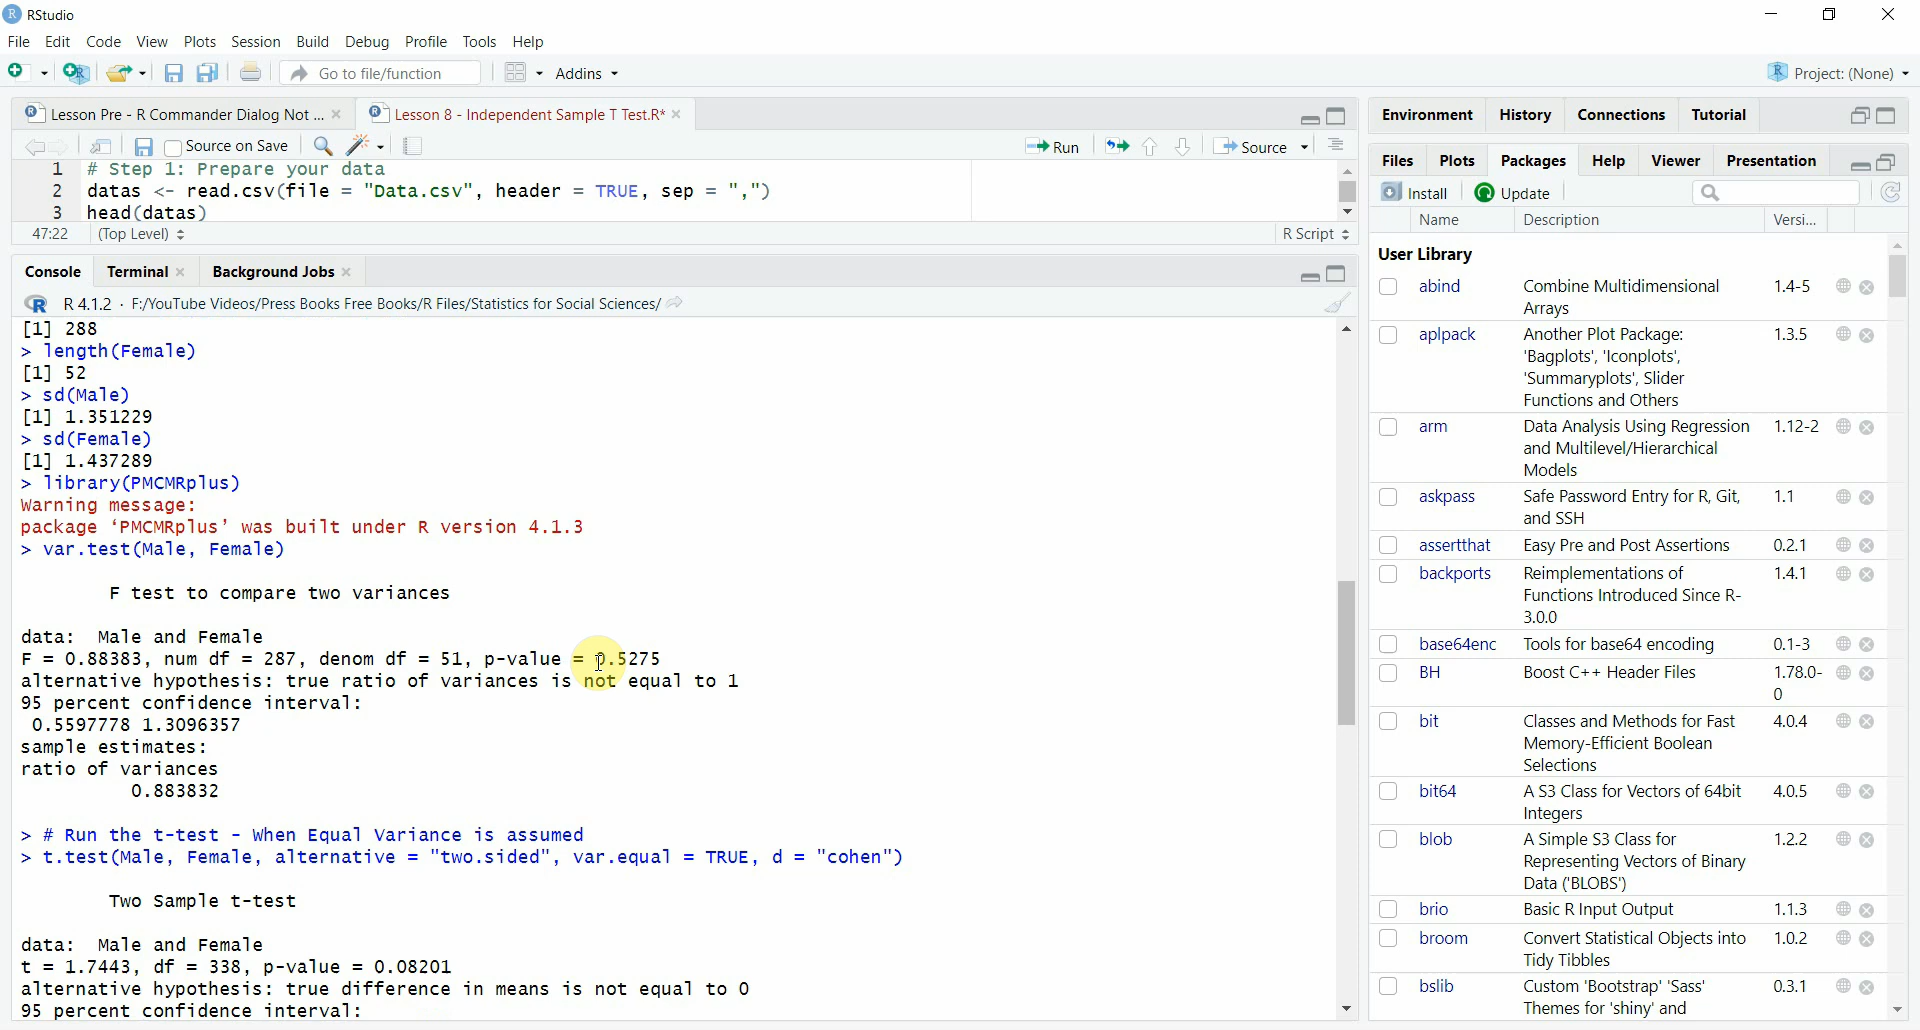 RStudio
File Edit Code View Plots Session Build Debug Profile Tools Help
Go to file/function Addins Project: (None)
Lesson Pre - R Commander Dialog Not ... Lesson 8 - Independent Sample T Test.R*
Source on Save Run Source
1 # Step 1: Prepare your data
2 datas <- read.csv(file = "Data.csv", header = TRUE, sep = ",")
3 head(datas)
47:22 (Top Level) R Script
Console Terminal Background Jobs
R 4.1.2 · F:/YouTube Videos/Press Books Free Books/R Files/Statistics for Social Sciences/
[1] 288
> length(Female)
[1] 52
> sd(Male)
[1] 1.351229
> sd(Female)
[1] 1.437289
> library(PMCMRplus)
Warning message:
package ‘PMCMRplus’ was built under R version 4.1.3
> var.test(Male, Female)
F test to compare two variances
data:  Male and Female
F = 0.88383, num df = 287, denom df = 51, p-value = 0.5275
alternative hypothesis: true ratio of variances is not equal to 1
95 percent confidence interval:
0.5597778 1.3096357
sample estimates:
ratio of variances
0.883832
> # Run the t-test - When Equal Variance is assumed
> t.test(Male, Female, alternative = "two.sided", var.equal = TRUE, d = "cohen")
Two Sample t-test
data:  Male and Female
t = 1.7443, df = 338, p-value = 0.08201
alternative hypothesis: true difference in means is not equal to 0
95 percent confidence interval:
Environment History Connections Tutorial
Files Plots Packages Help Viewer Presentation
Install Update
Name Description Versi...
User Library
abind Combine Multidimensional 1.4-5
Arrays
aplpack Another Plot Package: 1.3.5
'Bagplots', 'Iconplots',
'Summaryplots', Slider
Functions and Others
arm Data Analysis Using Regression 1.12-2
and Multilevel/Hierarchical
Models
askpass Safe Password Entry for R, Git, 1.1
and SSH
assertthat Easy Pre and Post Assertions 0.2.1
backports Reimplementations of 1.4.1
Functions Introduced Since R-
3.0.0
base64enc Tools for base64 encoding 0.1-3
BH Boost C++ Header Files 1.78.0-
0
bit Classes and Methods for Fast 4.0.4
Memory-Efficient Boolean
Selections
bit64 A S3 Class for Vectors of 64bit 4.0.5
Integers
blob A Simple S3 Class for 1.2.2
Representing Vectors of Binary
Data ('BLOBS')
brio Basic R Input Output 1.1.3
broom Convert Statistical Objects into 1.0.2
Tidy Tibbles
bslib Custom 'Bootstrap' 'Sass' 0.3.1
Themes for 'shiny' and